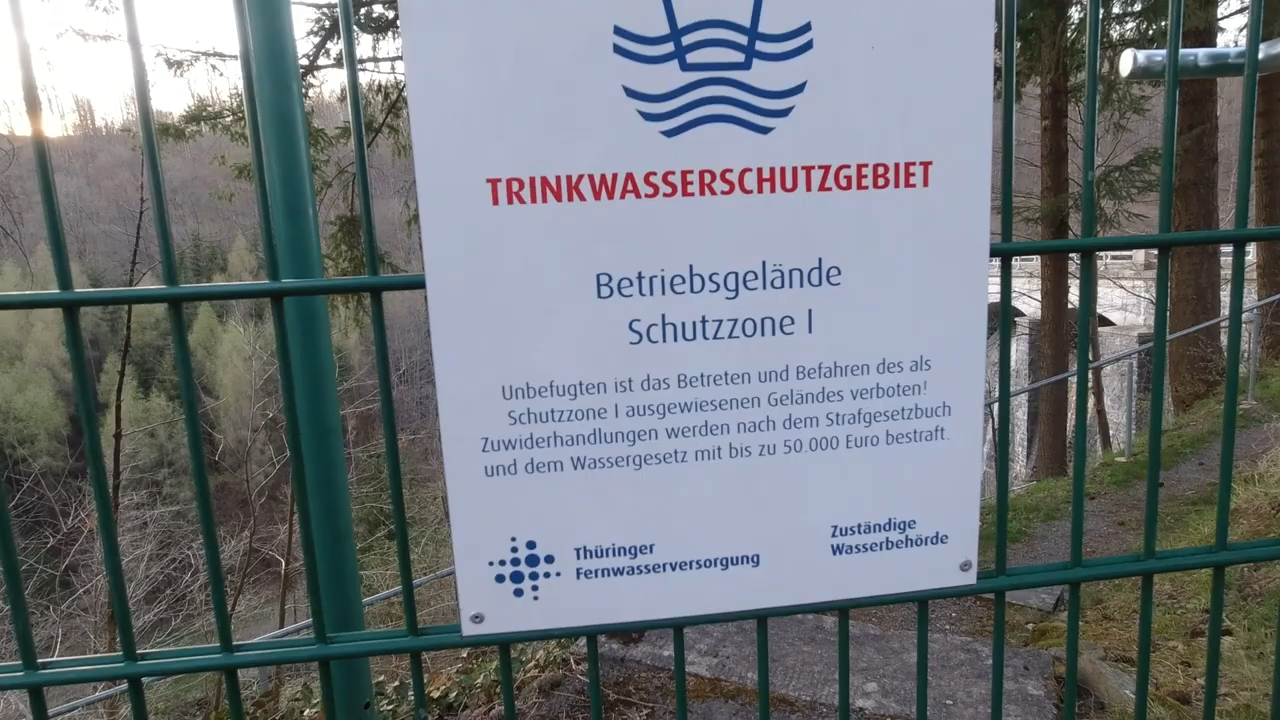 TRINKWASSERSCHUTZGEBIET
Betriebsgelände
Schutzzone I
Unbefugten ist das Betreten und Befahren des als
Schutzzone I ausgewiesenen Geländes verboten!
Zuwiderhandlungen werden nach dem Strafgesetzbuch
und dem Wassergesetz mit bis zu 50.000 Euro bestraft.
Thüringer
Fernwasserversorgung
Zuständige
Wasserbehörde